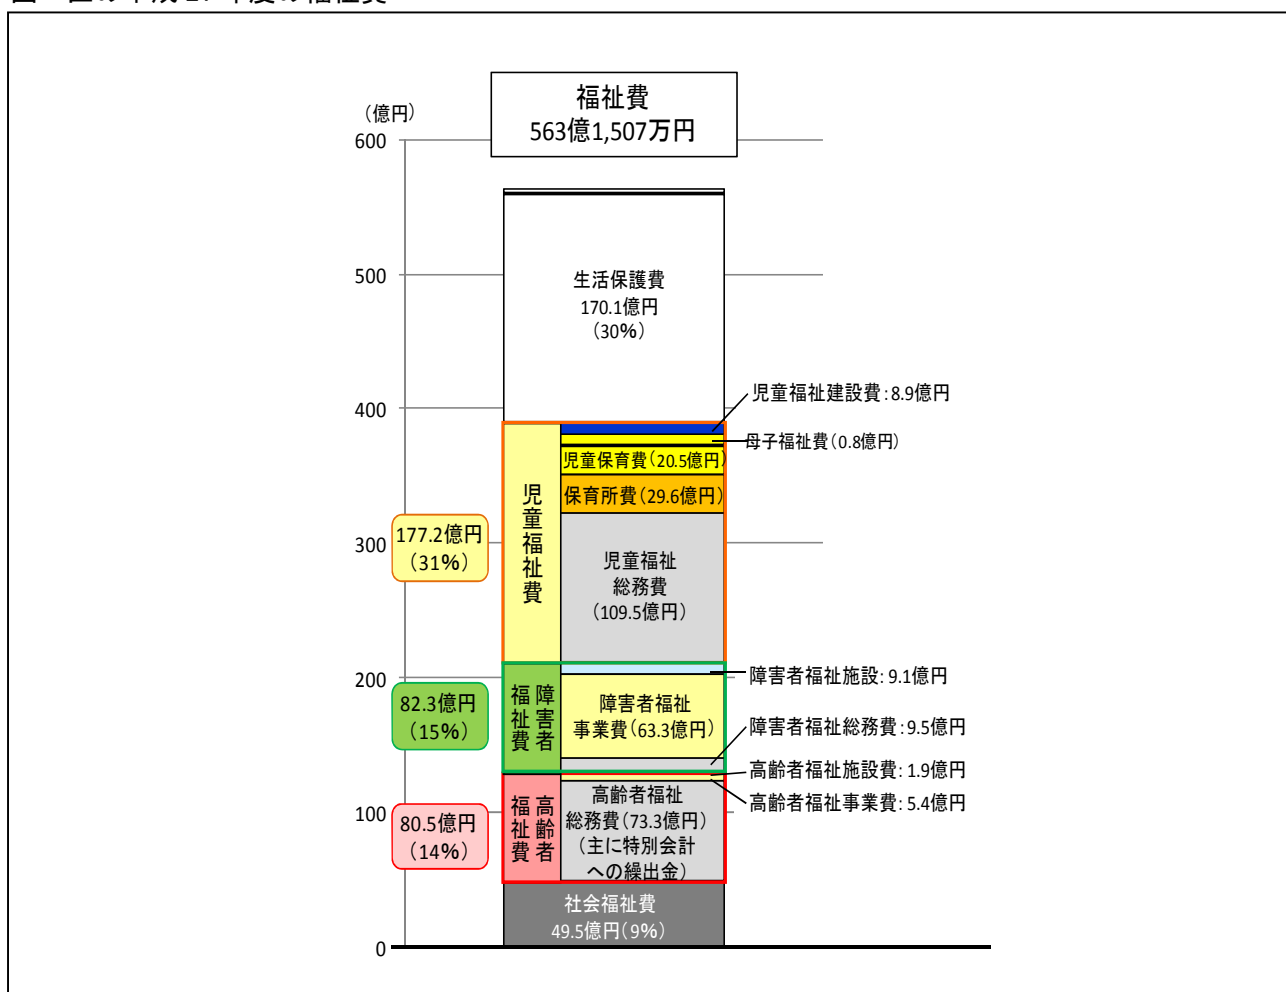 福祉費
563億1,507万円
（億円）
600
500
400
300
200
100
0
生活保護費
170.1億円
（30%）
児童福祉建設費：8.9億円
母子福祉費（0.8億円）
児童保育費（20.5億円）
保育所費（29.6億円）
児童福祉費
177.2億円
（31%）
児童福祉
総務費
（109.5億円）
障害者福祉施設：9.1億円
障害者
福祉費
82.3億円
（15%）
障害者福祉
事業費（63.3億円）
障害者福祉総務費：9.5億円
高齢者福祉施設費：1.9億円
高齢者福祉事業費：5.4億円
高齢者
福祉費
80.5億円
（14%）
高齢者福祉
総務費（73.3億円）
（主に特別会計
への繰出金）
社会福祉費
49.5億円（9%）